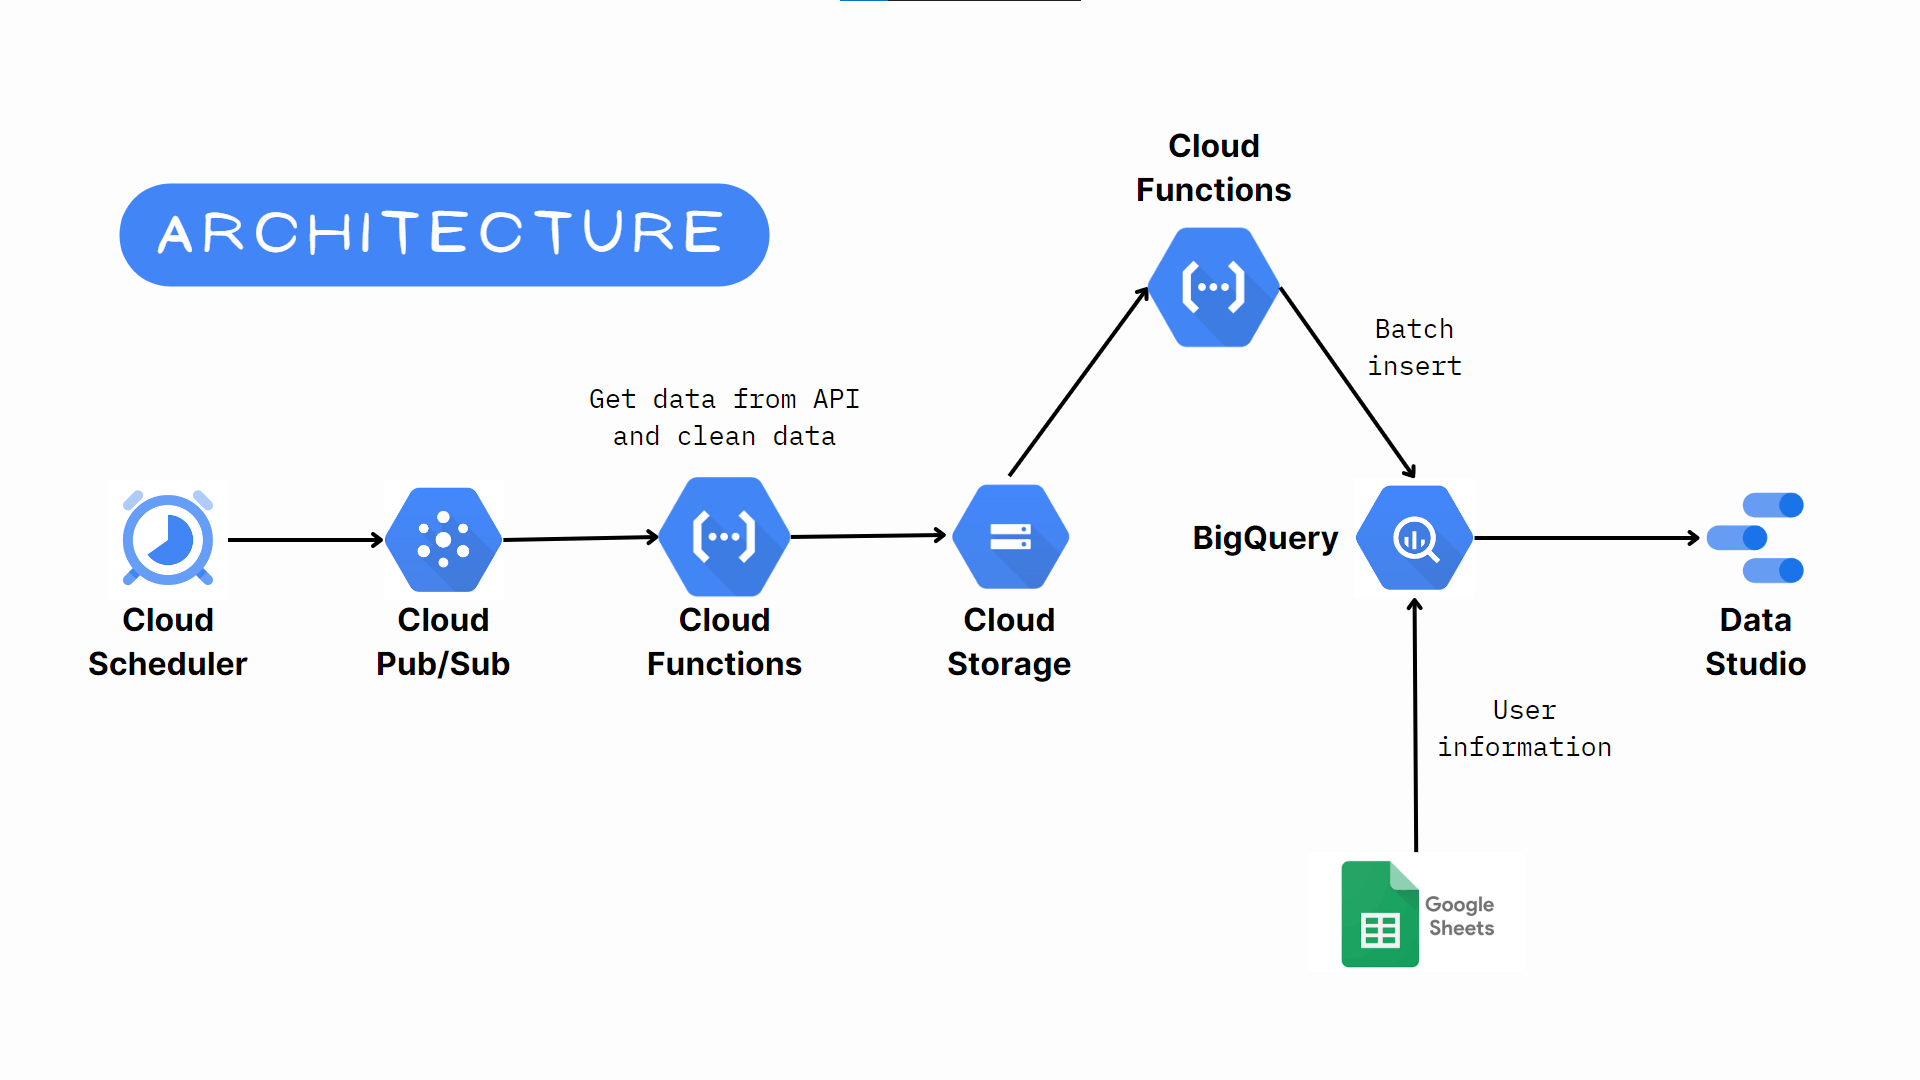 ARCHITECTURE
Cloud
Functions
Batch
insert
Get data from API
and clean data
Cloud
Scheduler
Cloud
Pub/Sub
Cloud
Functions
Cloud
Storage
BigQuery
Data
Studio
User
information
Google
Sheets